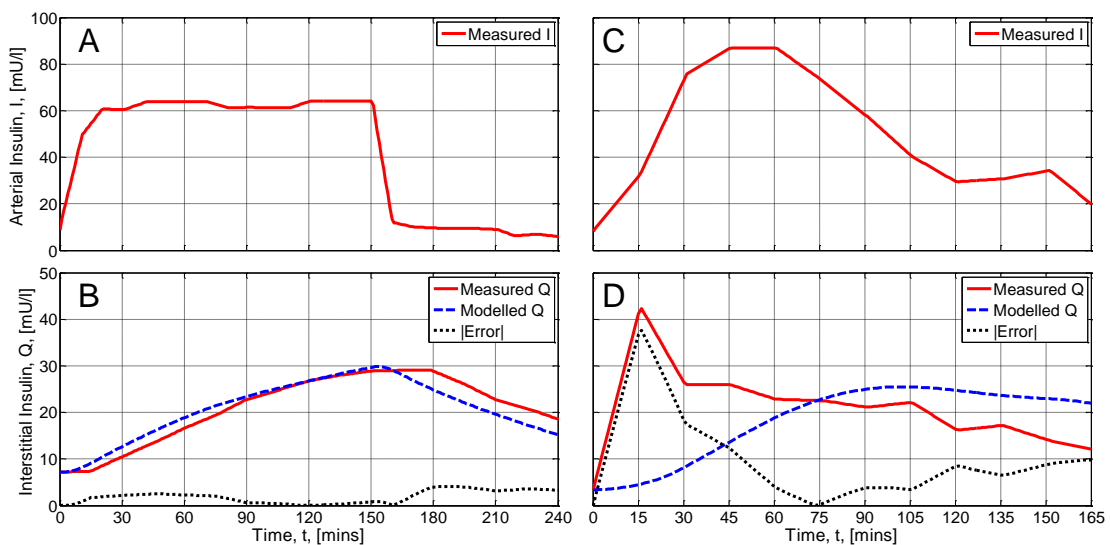 A
Measured I
Arterial Insulin, I, [mU/l]
100
80
60
40
20
0
C
Measured I
B
Measured Q
Modelled Q
|Error|
Interstitial Insulin, Q, [mU/l]
50
40
30
20
10
0
0 30 60 90 120 150 180 210 240
Time, t, [mins]
D
Measured Q
Modelled Q
|Error|
0 15 30 45 60 75 90 105 120 135 150 165
Time, t, [mins]